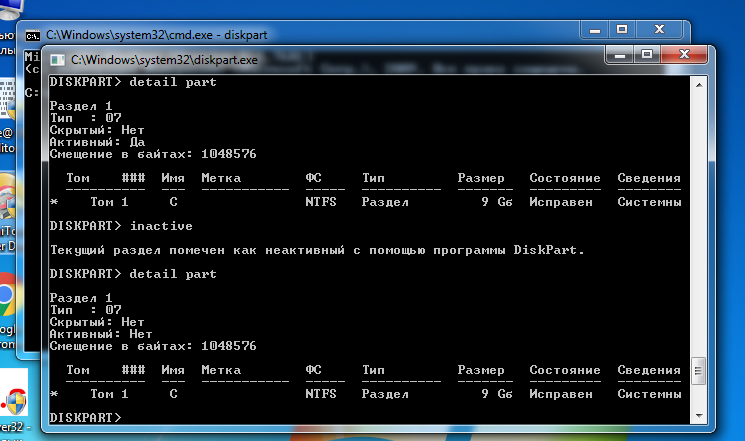 C:\Windows\system32\cmd.exe - diskpart
C:\Windows\system32\diskpart.exe
DISKPART> detail part
Раздел 1
Тип : 07
Скрытый: Нет
Активный: Да
Смещение в байтах: 1048576
Том ### Имя Метка ФС Тип Размер Состояние Сведения
* Том 1 C NTFS Раздел 9 Gб Исправен Системны
DISKPART> inactive
Текущий раздел помечен как неактивный с помощью программы DiskPart.
DISKPART> detail part
Раздел 1
Тип : 07
Скрытый: Нет
Активный: Нет
Смещение в байтах: 1048576
Том ### Имя Метка ФС Тип Размер Состояние Сведения
* Том 1 C NTFS Раздел 9 Gб Исправен Системны
DISKPART>